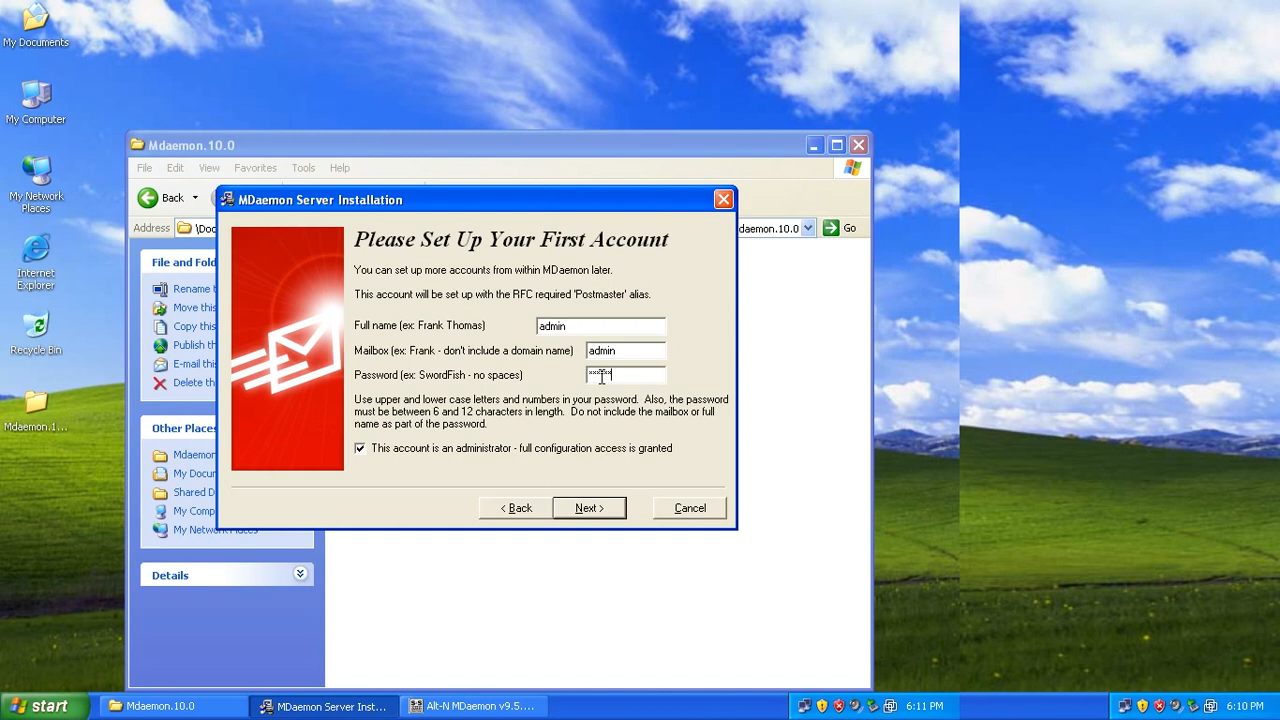 My Documents
My Computer
My Network
Places
Internet
Explorer
Recycle Bin
Mdaemon.1...
Mdaemon.10.0
File Edit View Favorites Tools Help
Back
Address \Doc
daemon.10.0 Go
File and Fold
Rename t
Move this
Copy this
Publish th
E-mail this
Delete th
Other Places
Mdaemon
My Docur
Shared D
My Comp
My Network Places
Details
MDaemon Server Installation
Please Set Up Your First Account
You can set up more accounts from within MDaemon later.
This account will be set up with the RFC required 'Postmaster' alias.
Full name (ex: Frank Thomas) admin
Mailbox (ex: Frank - don't include a domain name) admin
Password (ex: SwordFish - no spaces)
Use upper and lower case letters and numbers in your password. Also, the password
must be between 6 and 12 characters in length. Do not include the mailbox or full
name as part of the password.
This account is an administrator - full configuration access is granted
< Back Next > Cancel
start Mdaemon.10.0 MDaemon Server Inst... Alt-N MDaemon v9.5.... 6:11 PM 6:10 PM